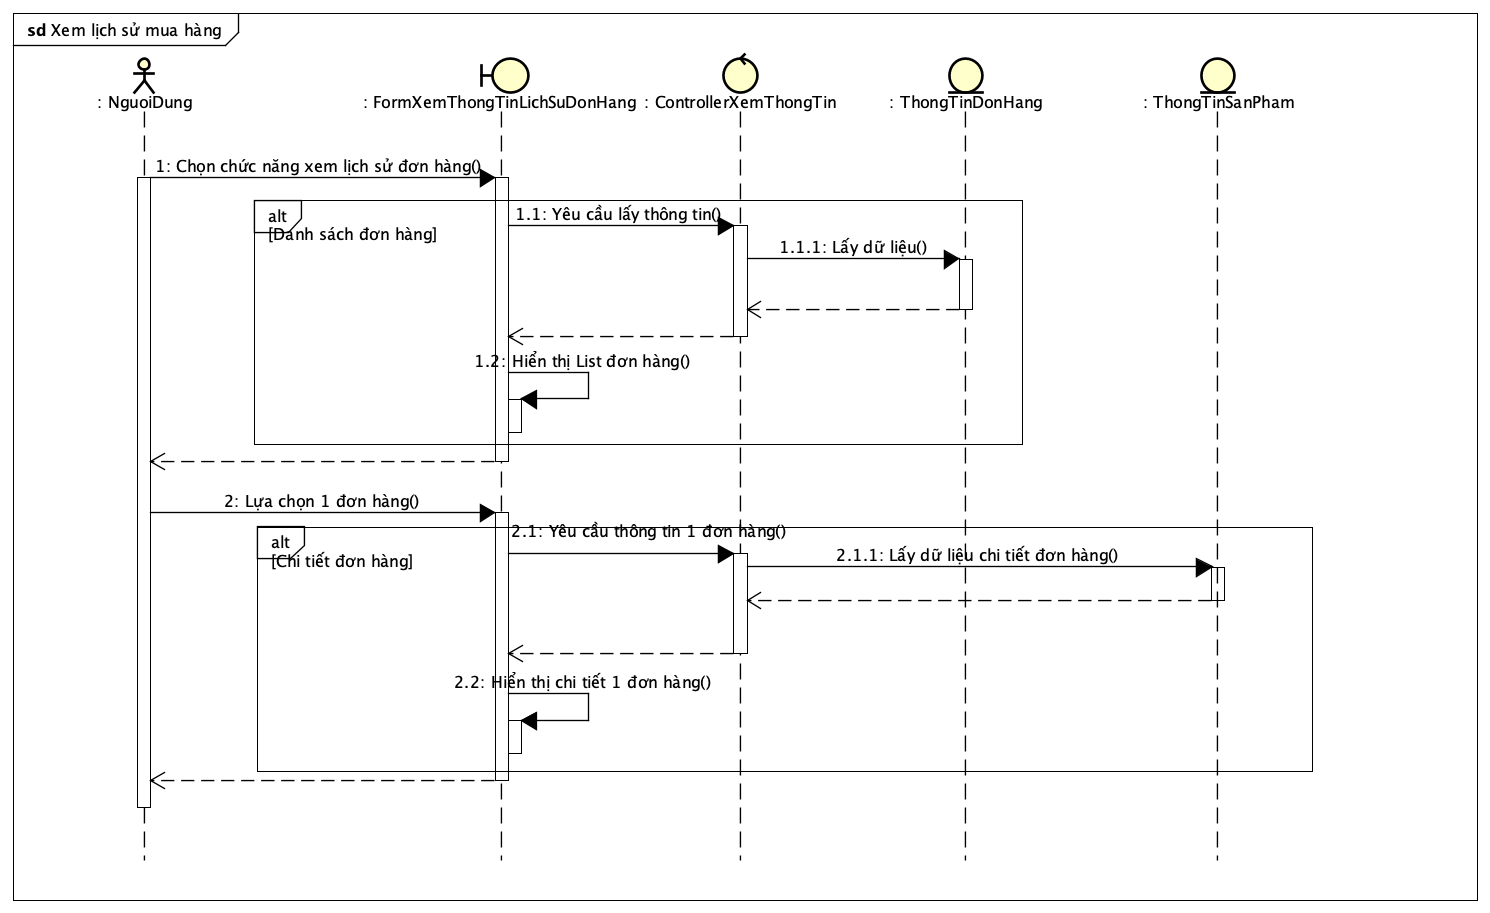 sd Xem lịch sử mua hàng
: NguoiDung
: FormXemThongTinLichSuDonHang
: ControllerXemThongTin
: ThongTinDonHang
: ThongTinSanPham
1: Chọn chức năng xem lịch sử đơn hàng()
alt
[Danh sách đơn hàng]
1.1: Yêu cầu lấy thông tin()
1.1.1: Lấy dữ liệu()
1.2: Hiển thị List đơn hàng()
2: Lựa chọn 1 đơn hàng()
alt
[Chi tiết đơn hàng]
2.1: Yêu cầu thông tin 1 đơn hàng()
2.1.1: Lấy dữ liệu chi tiết đơn hàng()
2.2: Hiển thị chi tiết 1 đơn hàng()